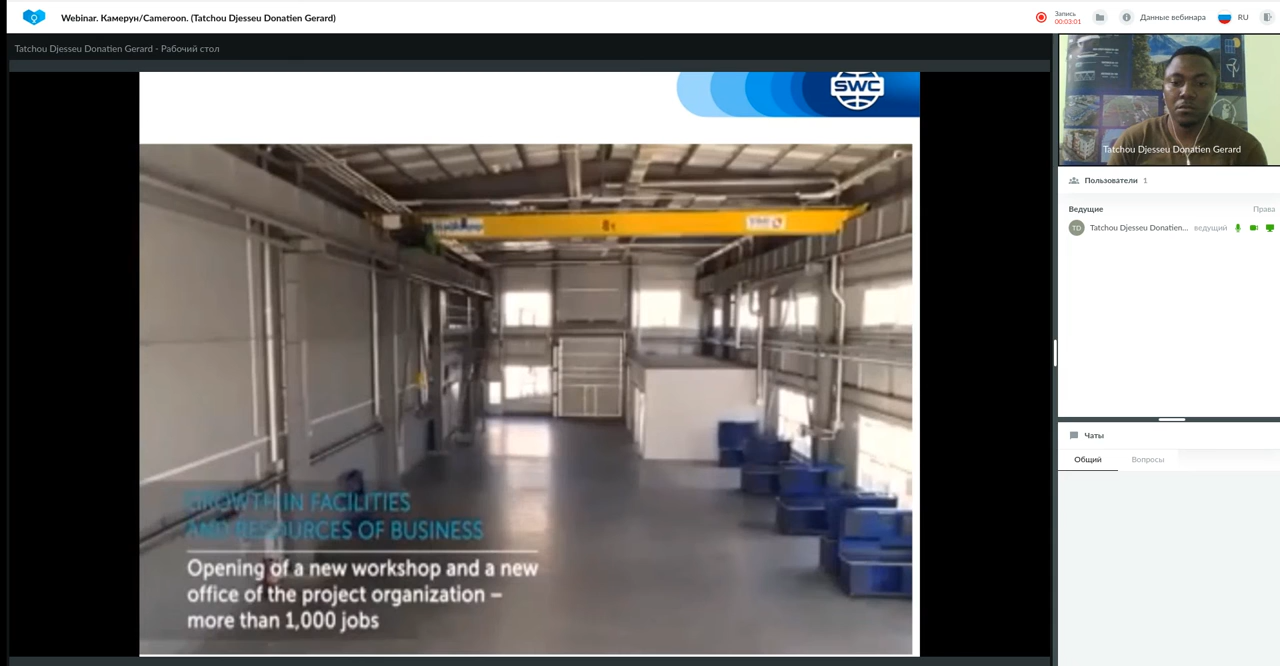 Webinar. Камерун/Cameroon. (Tatchou Djesseu Donatien Gerard)
Запись
00:03:01
Данные вебинара
RU
Tatchou Djesseu Donatien Gerard - Рабочий стол
SWC
Tatchou Djesseu Donatien Gerard
Пользователи 1
Ведущие
Права
TD
Tatchou Djesseu Donatien...
ведущий
Чаты
Общий
Вопросы
GROWTH IN FACILITIES
AND RESOURCES OF BUSINESS
Opening of a new workshop and a new
office of the project organization –
more than 1,000 jobs